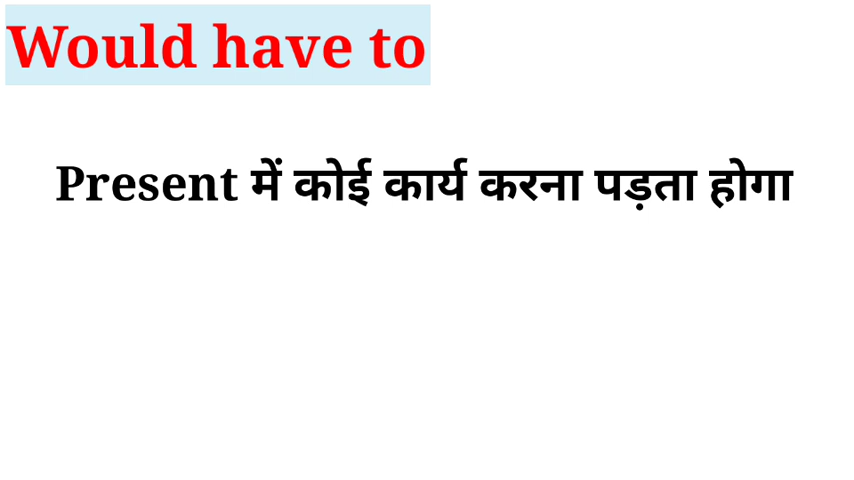 Would have to
Present में कोई कार्य करना पड़ता होगा